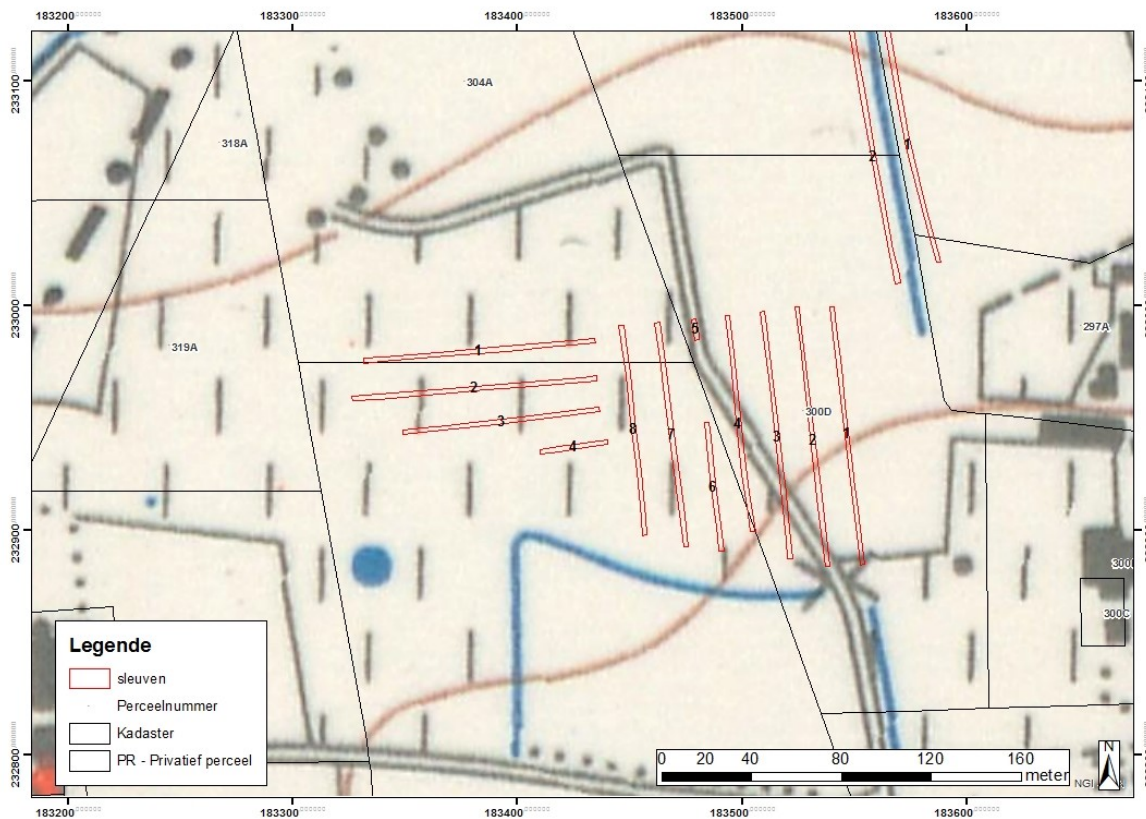 183200 183300 183400 183500 183600
233100
304A
318A
2
1
233000
297A
5
319A
1
2
300D
3
4
8
7
4
3
2
1
6
232900
300C
Legende
sleuven
Perceelnummer
Kadaster
PR - Privatief perceel
0 20 40 80 120 160
meter
N
NGI
232800
183200 183300 183400 183500 183600